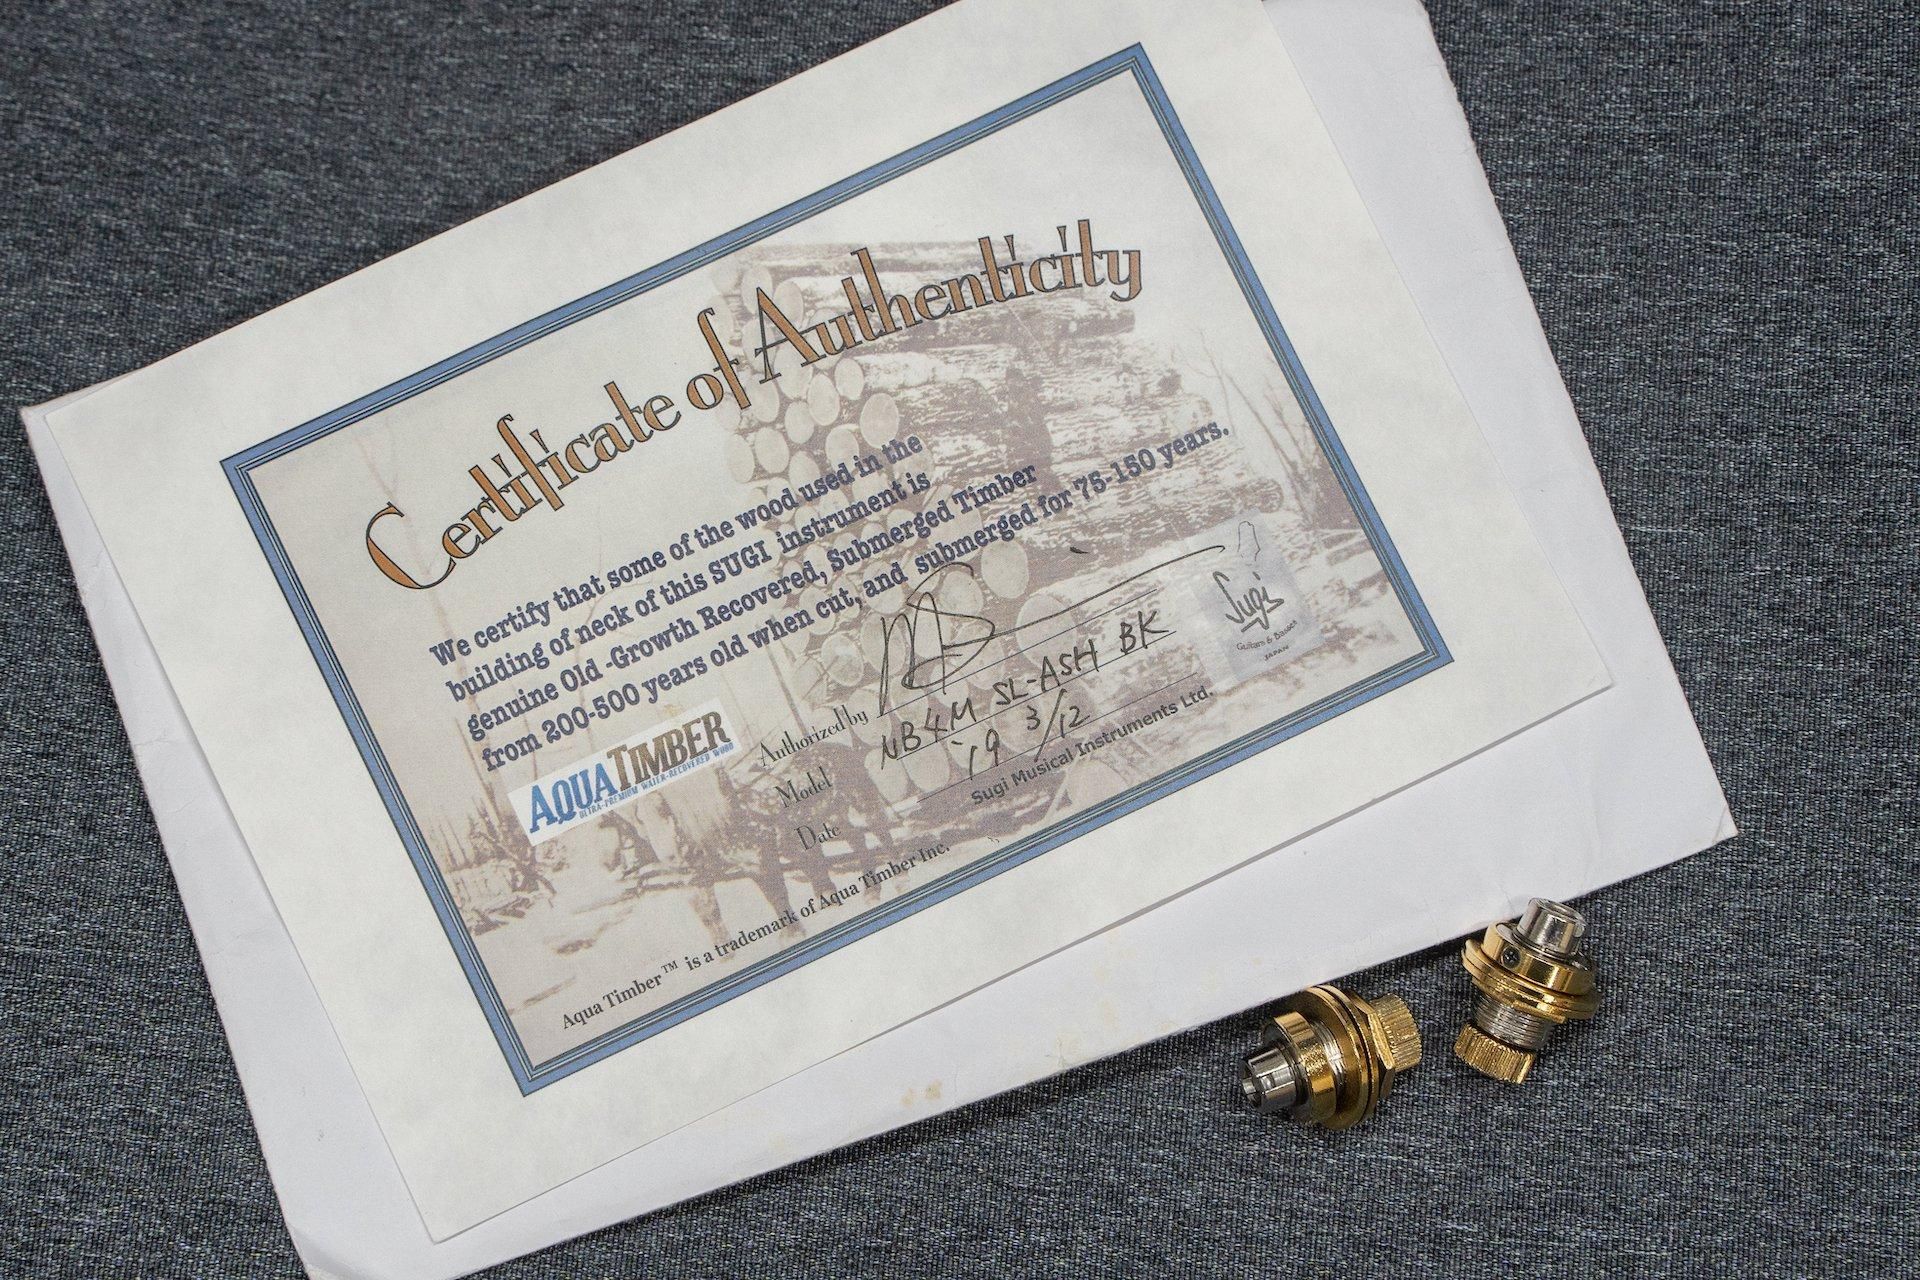 Certificate of Authenticity
We certify that some of the wood used in the
building of neck of this SUGI instrument is
genuine Old -Growth Recovered, Submerged Timber
from 200-500 years old when cut, and submerged for 75-150 years.
AQUATIMBER
ULTRA-PREMIUM WATER-RECOVERED WOOD
Authorized by
Model NB4M SL-ASH BK
Date '19 3/12
Sugi Musical Instruments Ltd.
Sugi
Guitars & Basses
JAPAN
Aqua Timber™ is a trademark of Aqua Timber Inc.